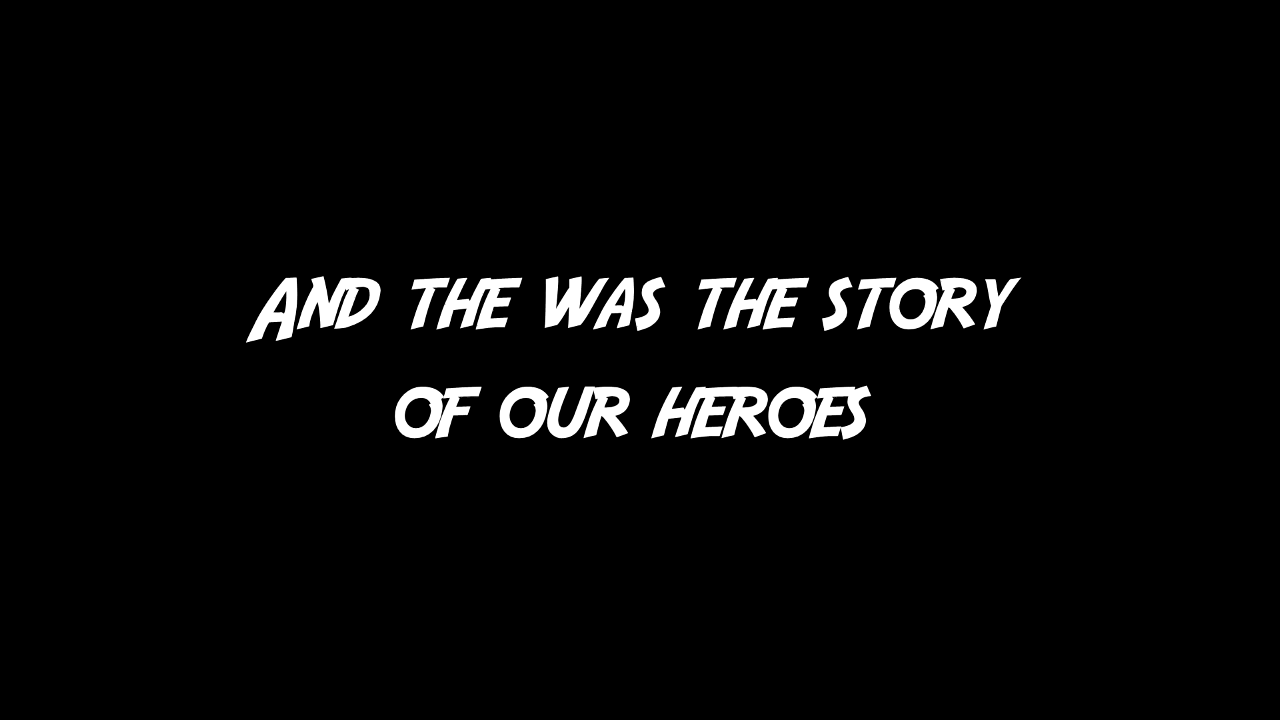 And the was the story
of our heroes